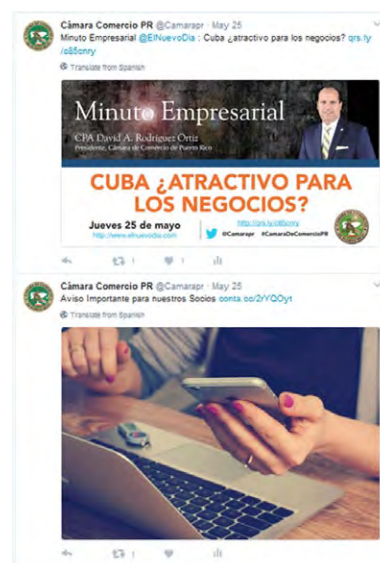 Cámara Comercio PR @Camarapr · May 25
Minuto Empresarial @ElNuevoDia : Cuba ¿atractivo para los negocios? qrs.ly
/c85cnry
Translate from Spanish
Minuto Empresarial
CPA David A. Rodríguez Ortiz
Presidente, Cámara de Comercio de Puerto Rico
CUBA ¿ATRACTIVO PARA
LOS NEGOCIOS?
Jueves 25 de mayo
http://www.elnuevodia.com
@Camarapr #CamaraDeComercioPR
1 1
Cámara Comercio PR @Camarapr · May 25
Aviso Importante para nuestros Socios conta.cc/2rYQOyt
Translate from Spanish
1